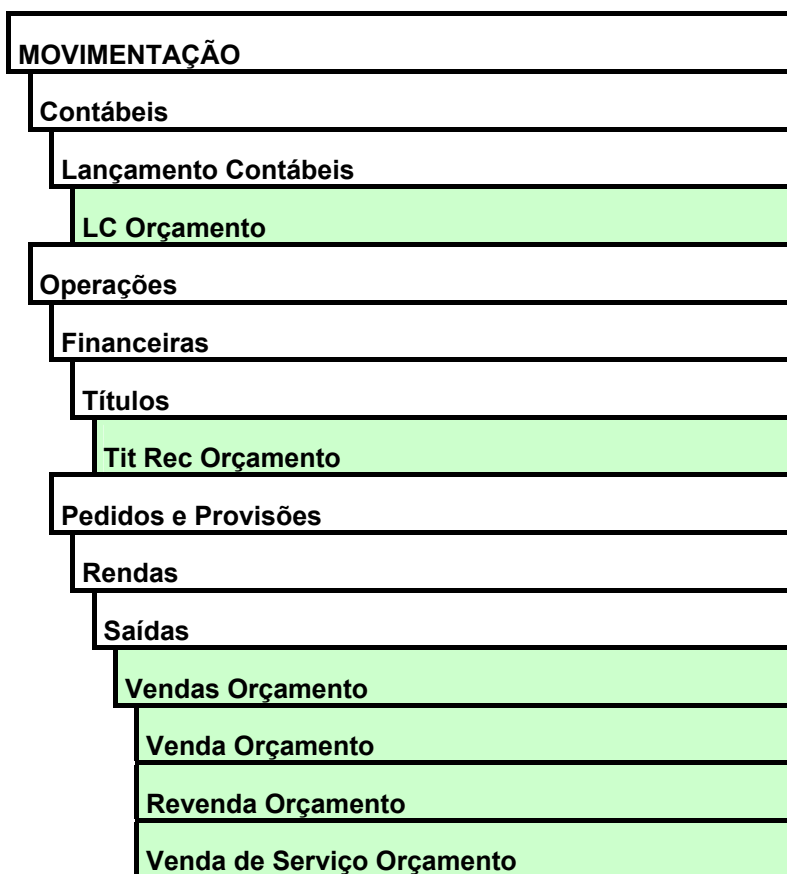 MOVIMENTAÇÃO
Contábeis
Lançamento Contábeis
LC Orçamento
Operações
Financeiras
Títulos
Tit Rec Orçamento
Pedidos e Provisões
Rendas
Saídas
Vendas Orçamento
Venda Orçamento
Revenda Orçamento
Venda de Serviço Orçamento